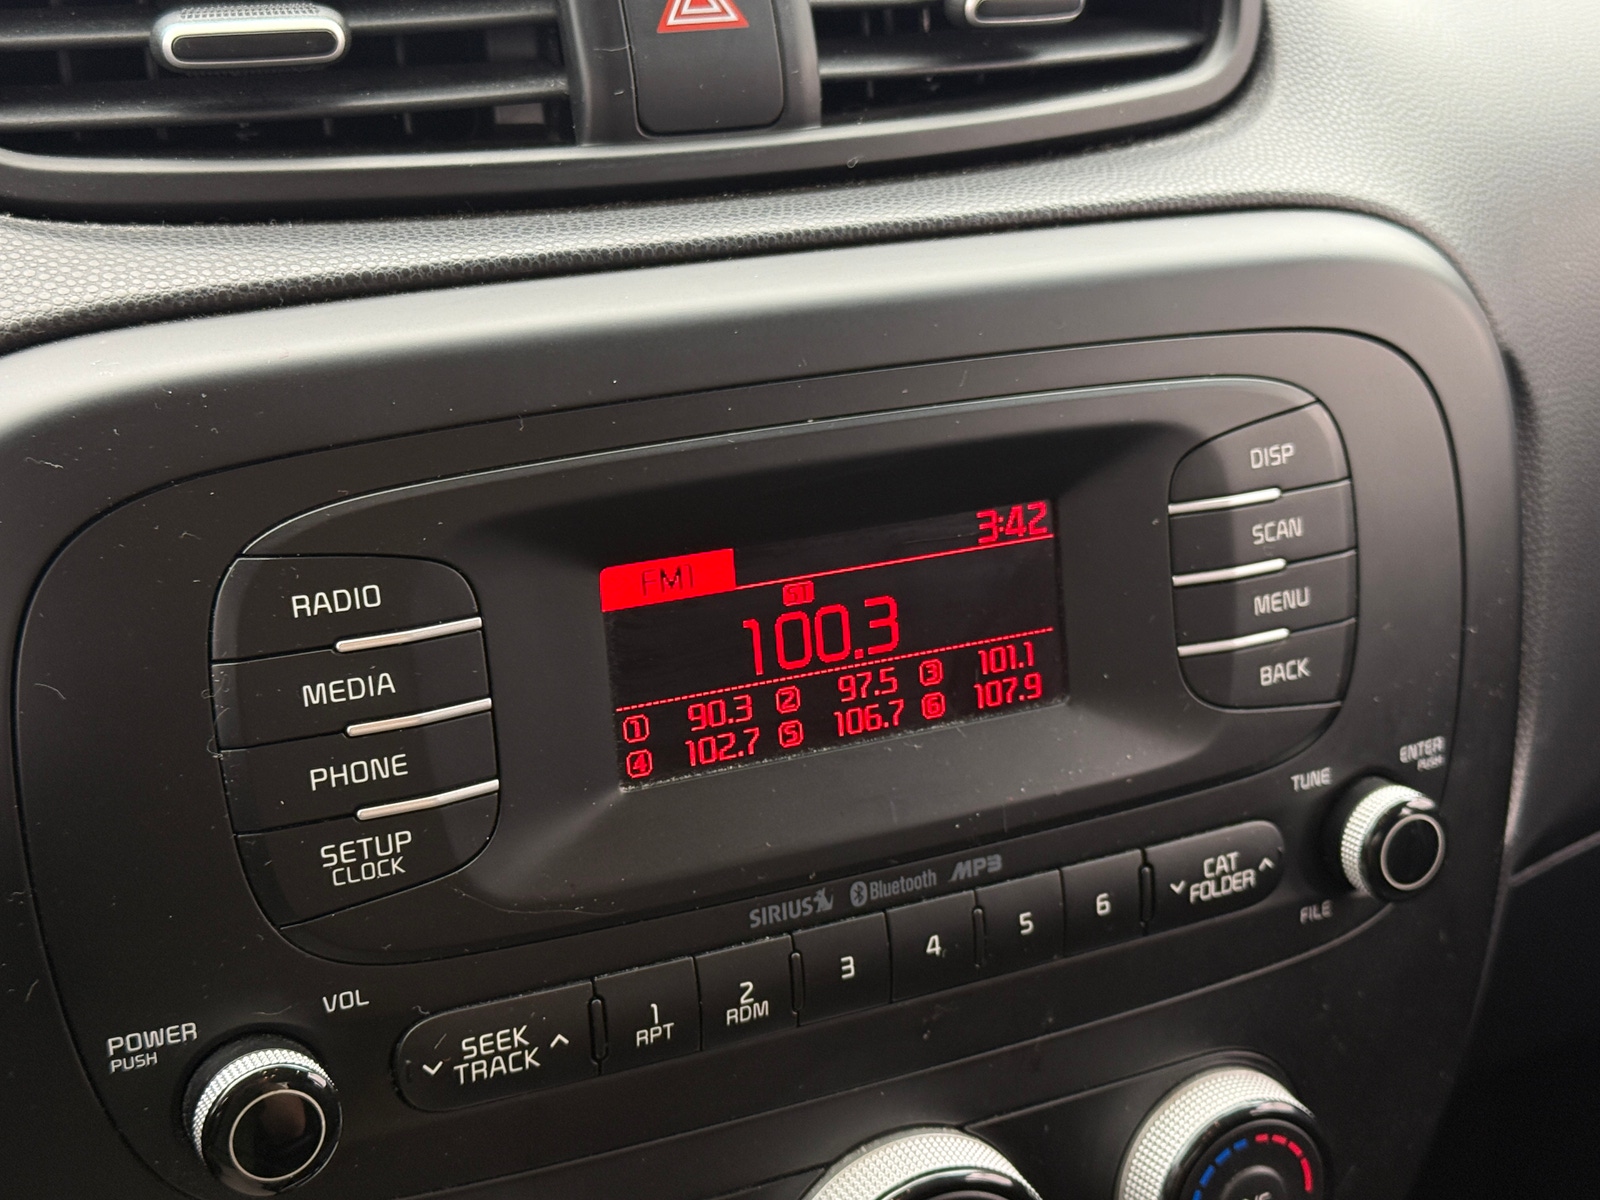 3:42
FM1
ST
100.3
1 90.3 2 97.5 3 101.1
4 102.7 5 106.7 6 107.9
RADIO
MEDIA
PHONE
SETUP
CLOCK
DISP
SCAN
MENU
BACK
ENTER
PUSH
TUNE
FILE
SIRIUS Bluetooth MP3
POWER
PUSH
VOL
SEEK
TRACK
1
RPT
2
RDM
3
4
5
6
CAT
FOLDER